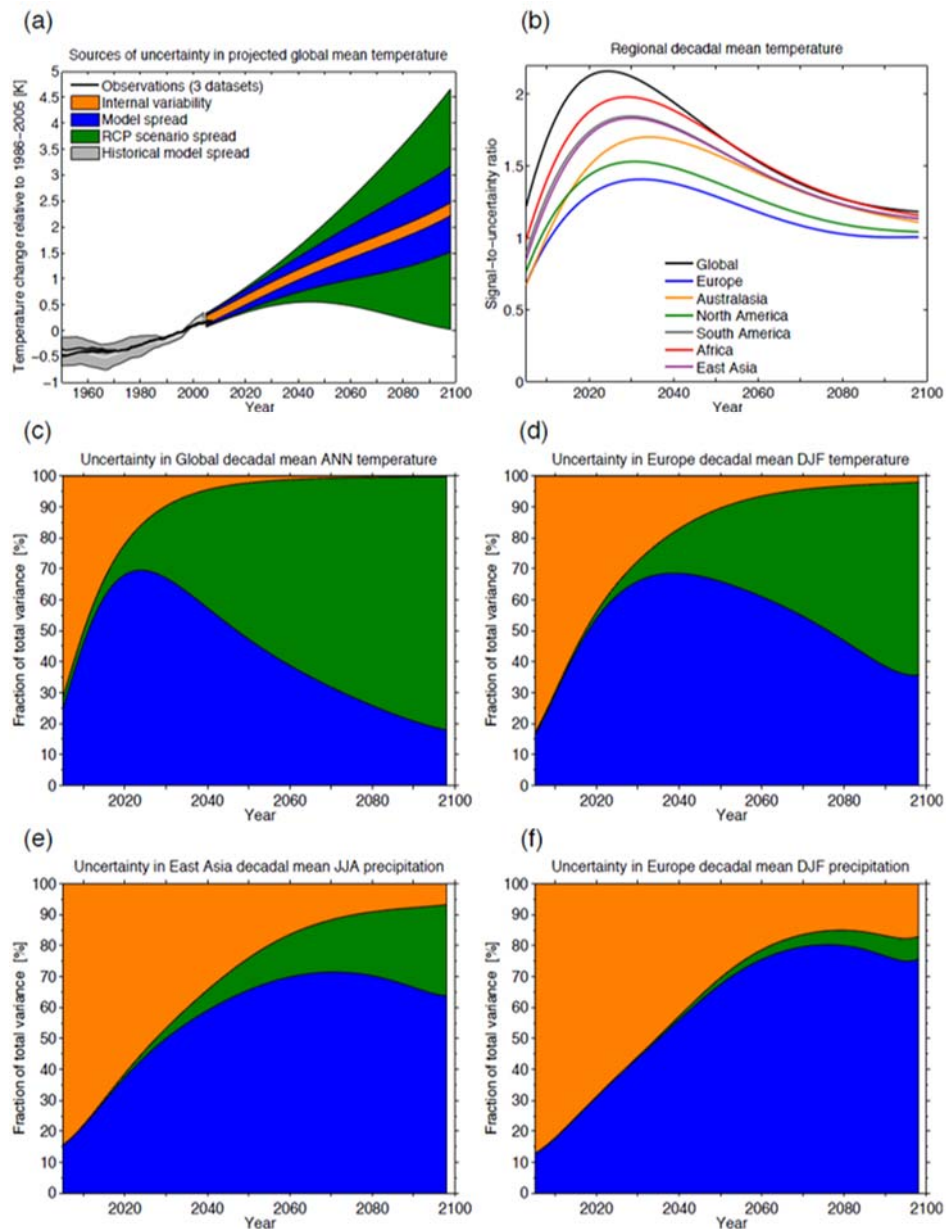 (a)
Sources of uncertainty in projected global mean temperature
Temperature change relative to 1986-2005 [K]
5
4.5
4
3.5
3
2.5
2
1.5
1
0.5
0
-0.5
-1
Observations (3 datasets)
Internal variability
Model spread
RCP scenario spread
Historical model spread
1960 1980 2000 2020 2040 2060 2080 2100
Year
(b)
Regional decadal mean temperature
Signal-to-uncertainty ratio
2
1.5
1
0.5
0
Global
Europe
Australasia
North America
South America
Africa
East Asia
2020 2040 2060 2080 2100
Year
(c)
Uncertainty in Global decadal mean ANN temperature
Fraction of total variance [%]
100
90
80
70
60
50
40
30
20
10
0
2020 2040 2060 2080 2100
Year
(d)
Uncertainty in Europe decadal mean DJF temperature
Fraction of total variance [%]
100
90
80
70
60
50
40
30
20
10
0
2020 2040 2060 2080 2100
Year
(e)
Uncertainty in East Asia decadal mean JJA precipitation
Fraction of total variance [%]
100
90
80
70
60
50
40
30
20
10
0
2020 2040 2060 2080 2100
Year
(f)
Uncertainty in Europe decadal mean DJF precipitation
Fraction of total variance [%]
100
90
80
70
60
50
40
30
20
10
0
2020 2040 2060 2080 2100
Year